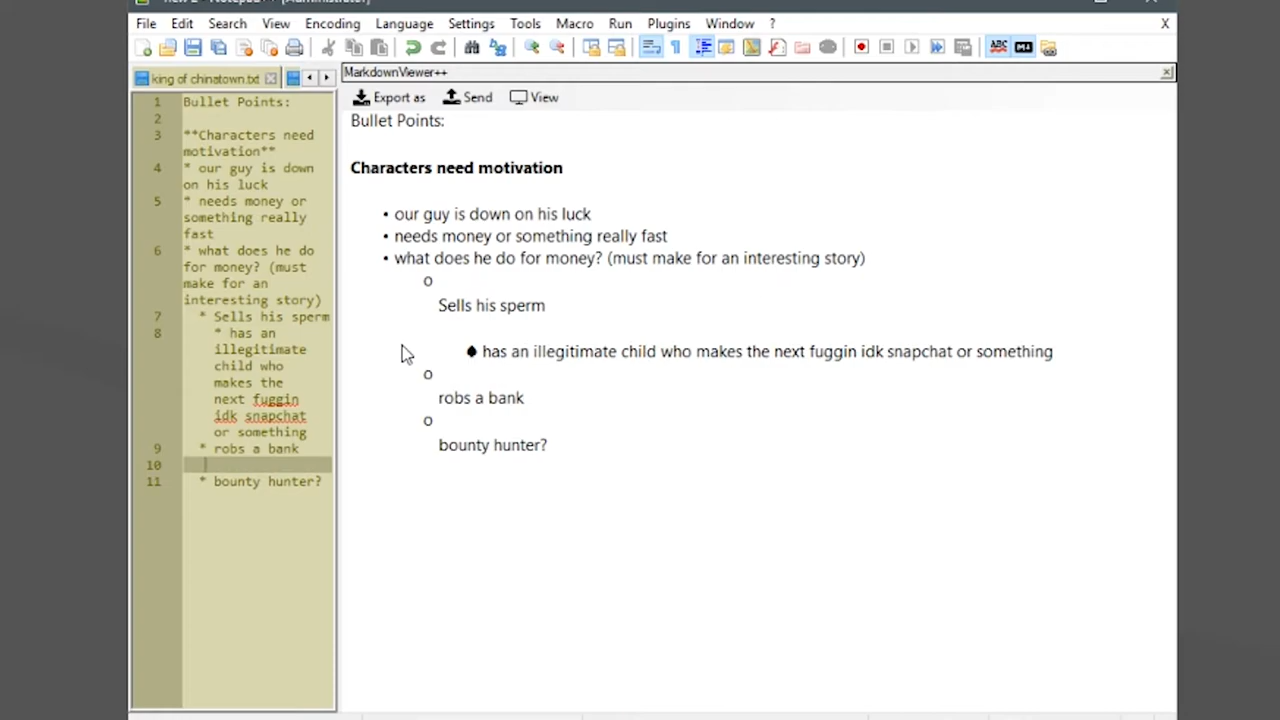 File Edit Search View Encoding Language Settings Tools Macro Run Plugins Window ? X
king of chinatown.txt
MarkdownViewer++
Export as Send View
1 Bullet Points:
2
3 **Characters need
motivation**
4 * our guy is down
on his luck
5 * needs money or
something really
fast
6 * what does he do
for money? (must
make for an
interesting story)
7 * Sells his sperm
8 * has an
illegitimate
child who
makes the
next fuggin
idk snapchat
or something
9 * robs a bank
10
11 * bounty hunter?
Bullet Points:
Characters need motivation
• our guy is down on his luck
• needs money or something really fast
• what does he do for money? (must make for an interesting story)
o
Sells his sperm
has an illegitimate child who makes the next fuggin idk snapchat or something
o
robs a bank
o
bounty hunter?